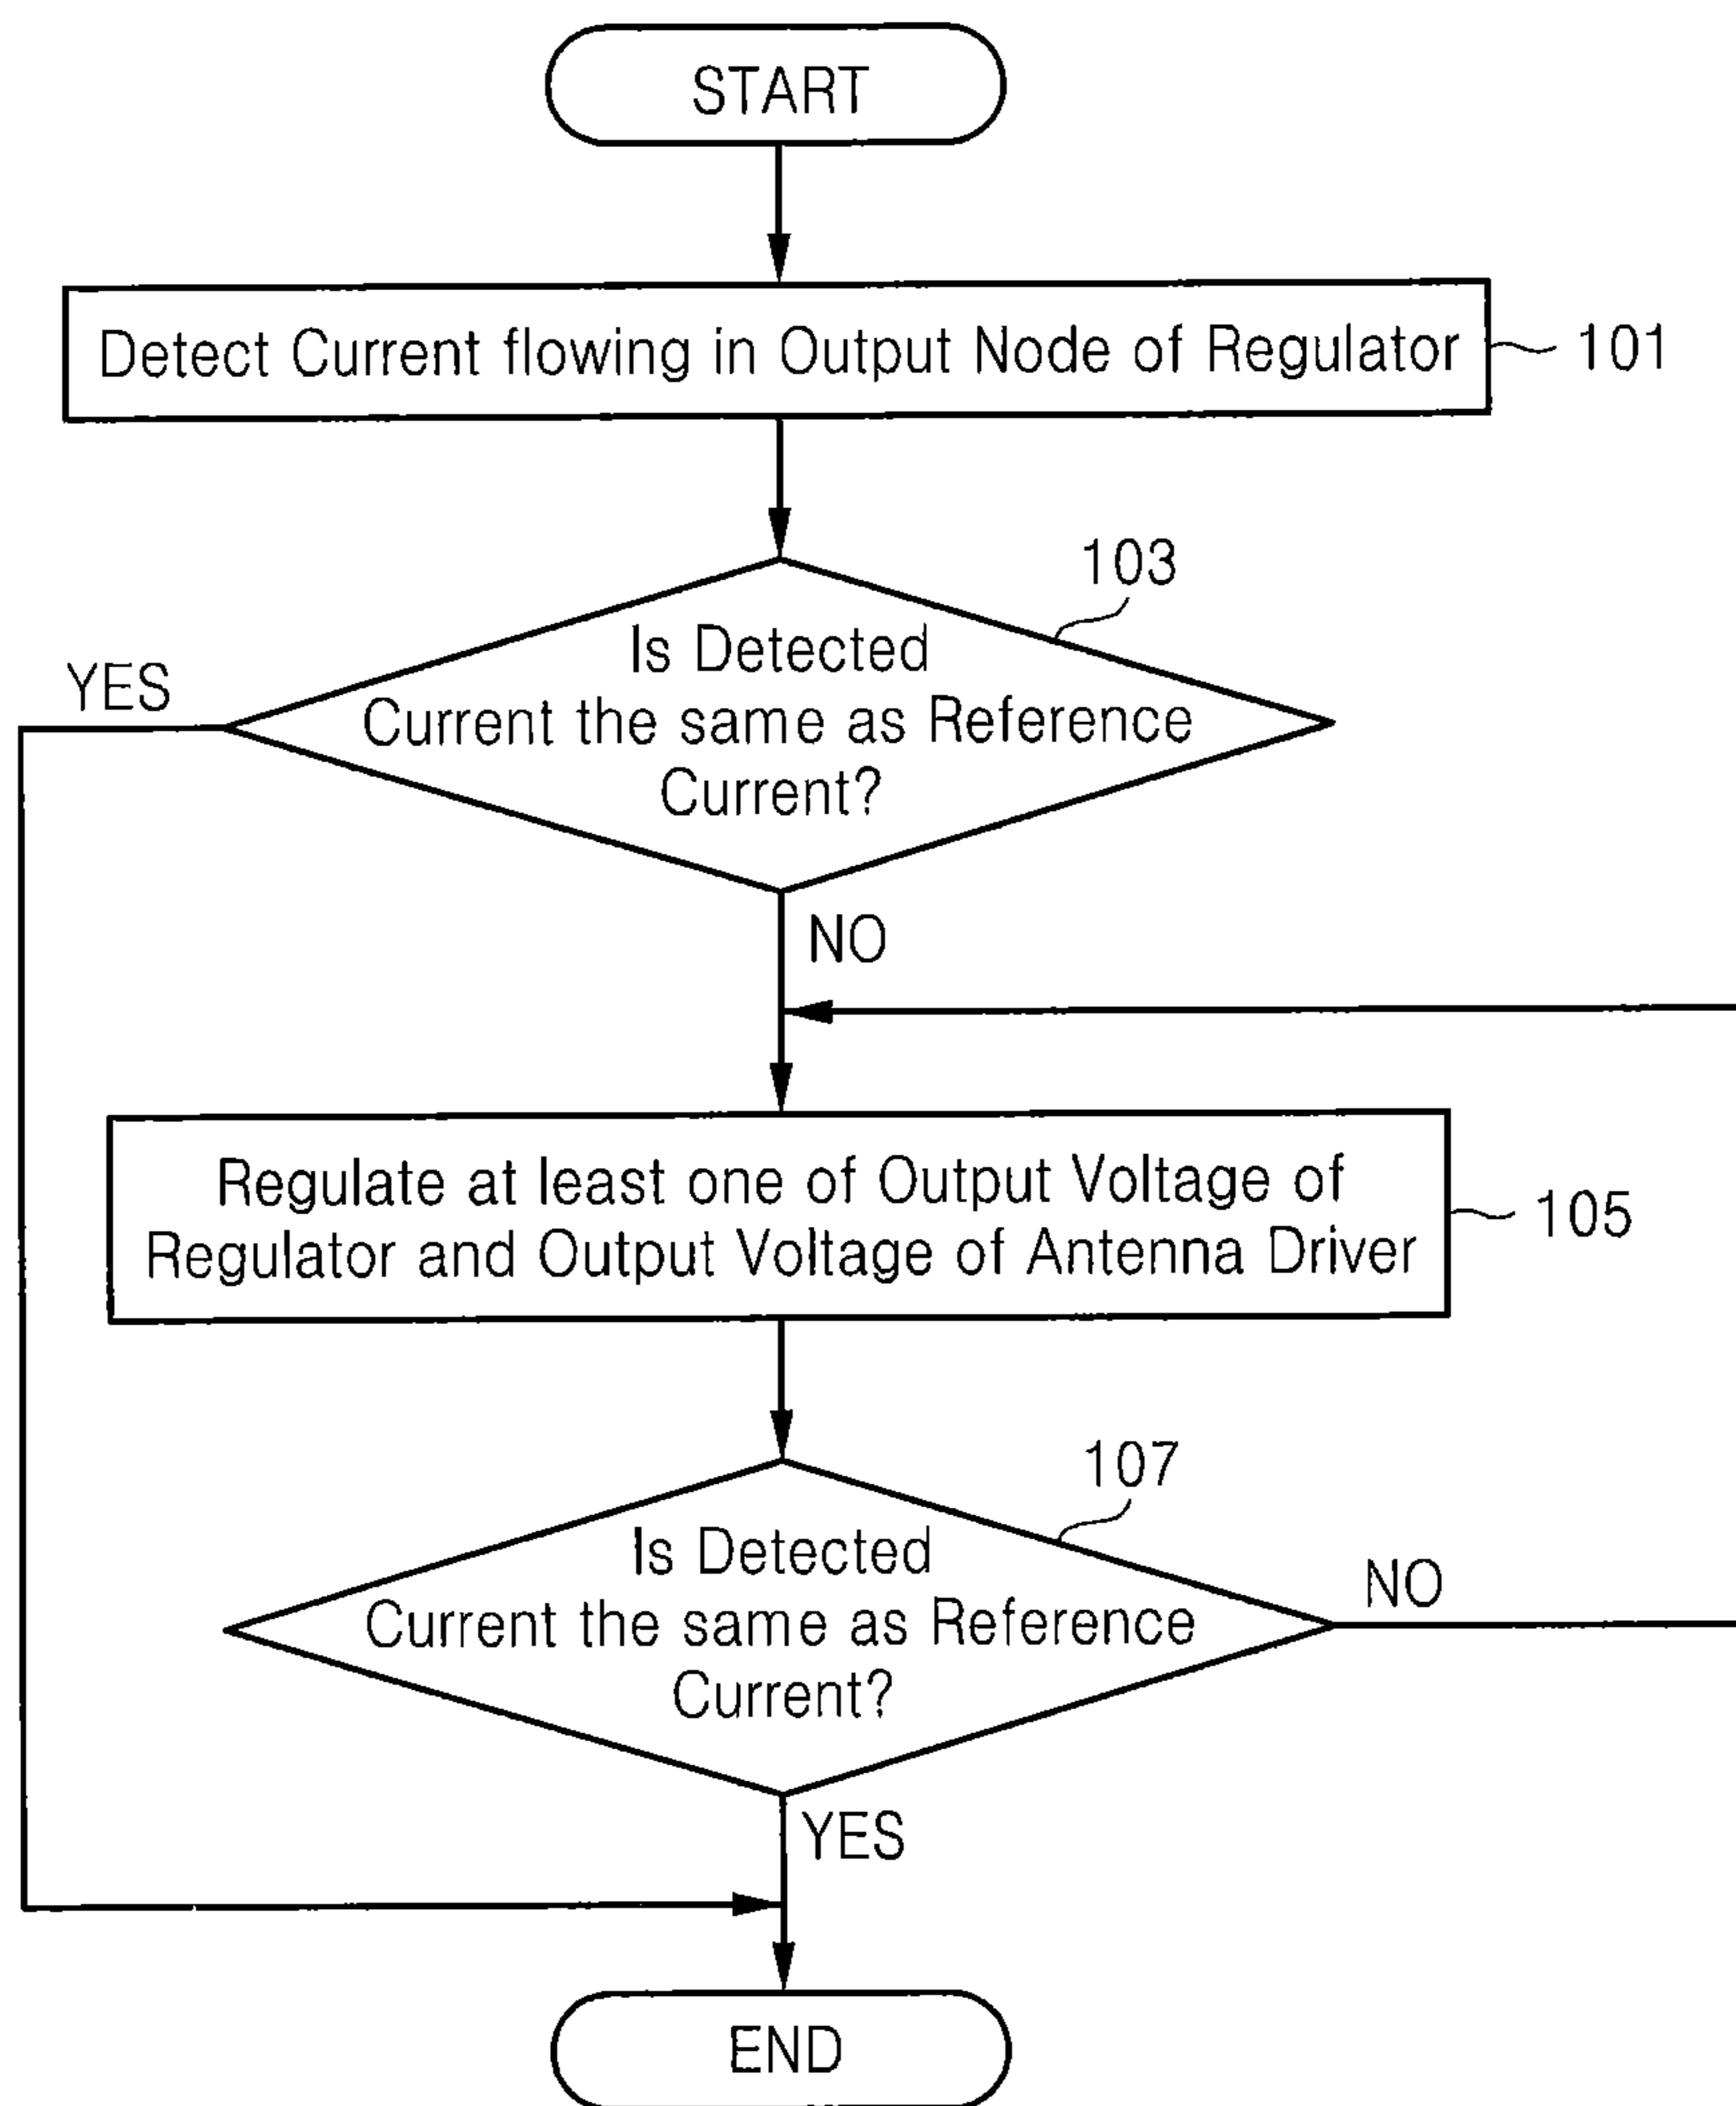 START
Detect Current flowing in Output Node of Regulator
101
103
Is Detected
Current the same as Reference
Current?
YES
NO
Regulate at least one of Output Voltage of
Regulator and Output Voltage of Antenna Driver
105
107
Is Detected
Current the same as Reference
Current?
NO
YES
END